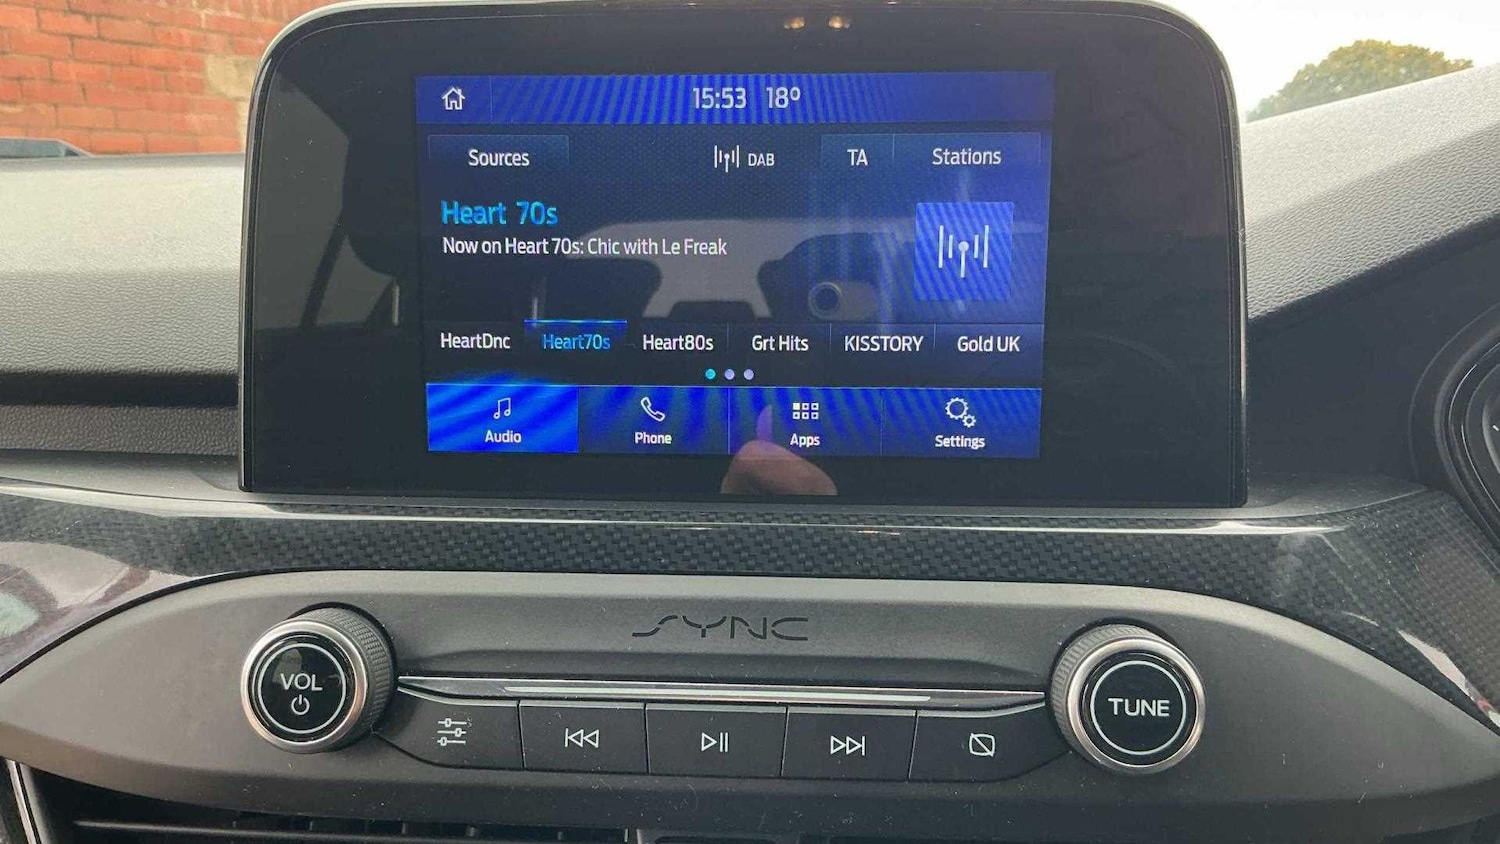 15:53 18°
Sources DAB TA Stations
Heart 70s
Now on Heart 70s: Chic with Le Freak
HeartDnc Heart70s Heart80s Grt Hits KISSTORY Gold UK
Audio Phone Apps Settings
SYNC
VOL
TUNE